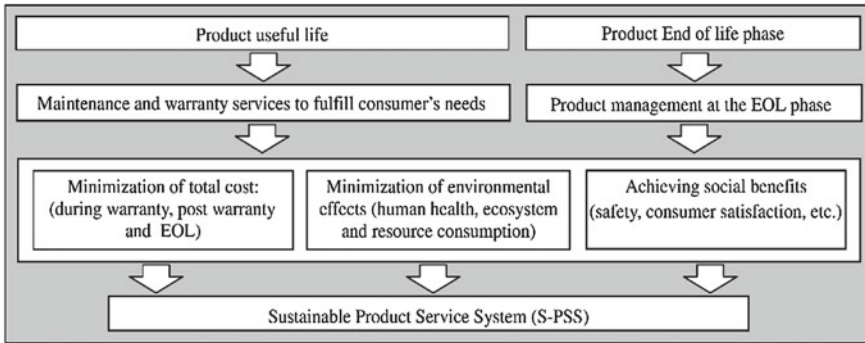 Product useful life
Product End of life phase
Maintenance and warranty services to fulfill consumer's needs
Product management at the EOL phase
Minimization of total cost:
(during warranty, post warranty
and EOL)
Minimization of environmental
effects (human health, ecosystem
and resource consumption)
Achieving social benefits
(safety, consumer satisfaction, etc.)
Sustainable Product Service System (S-PSS)